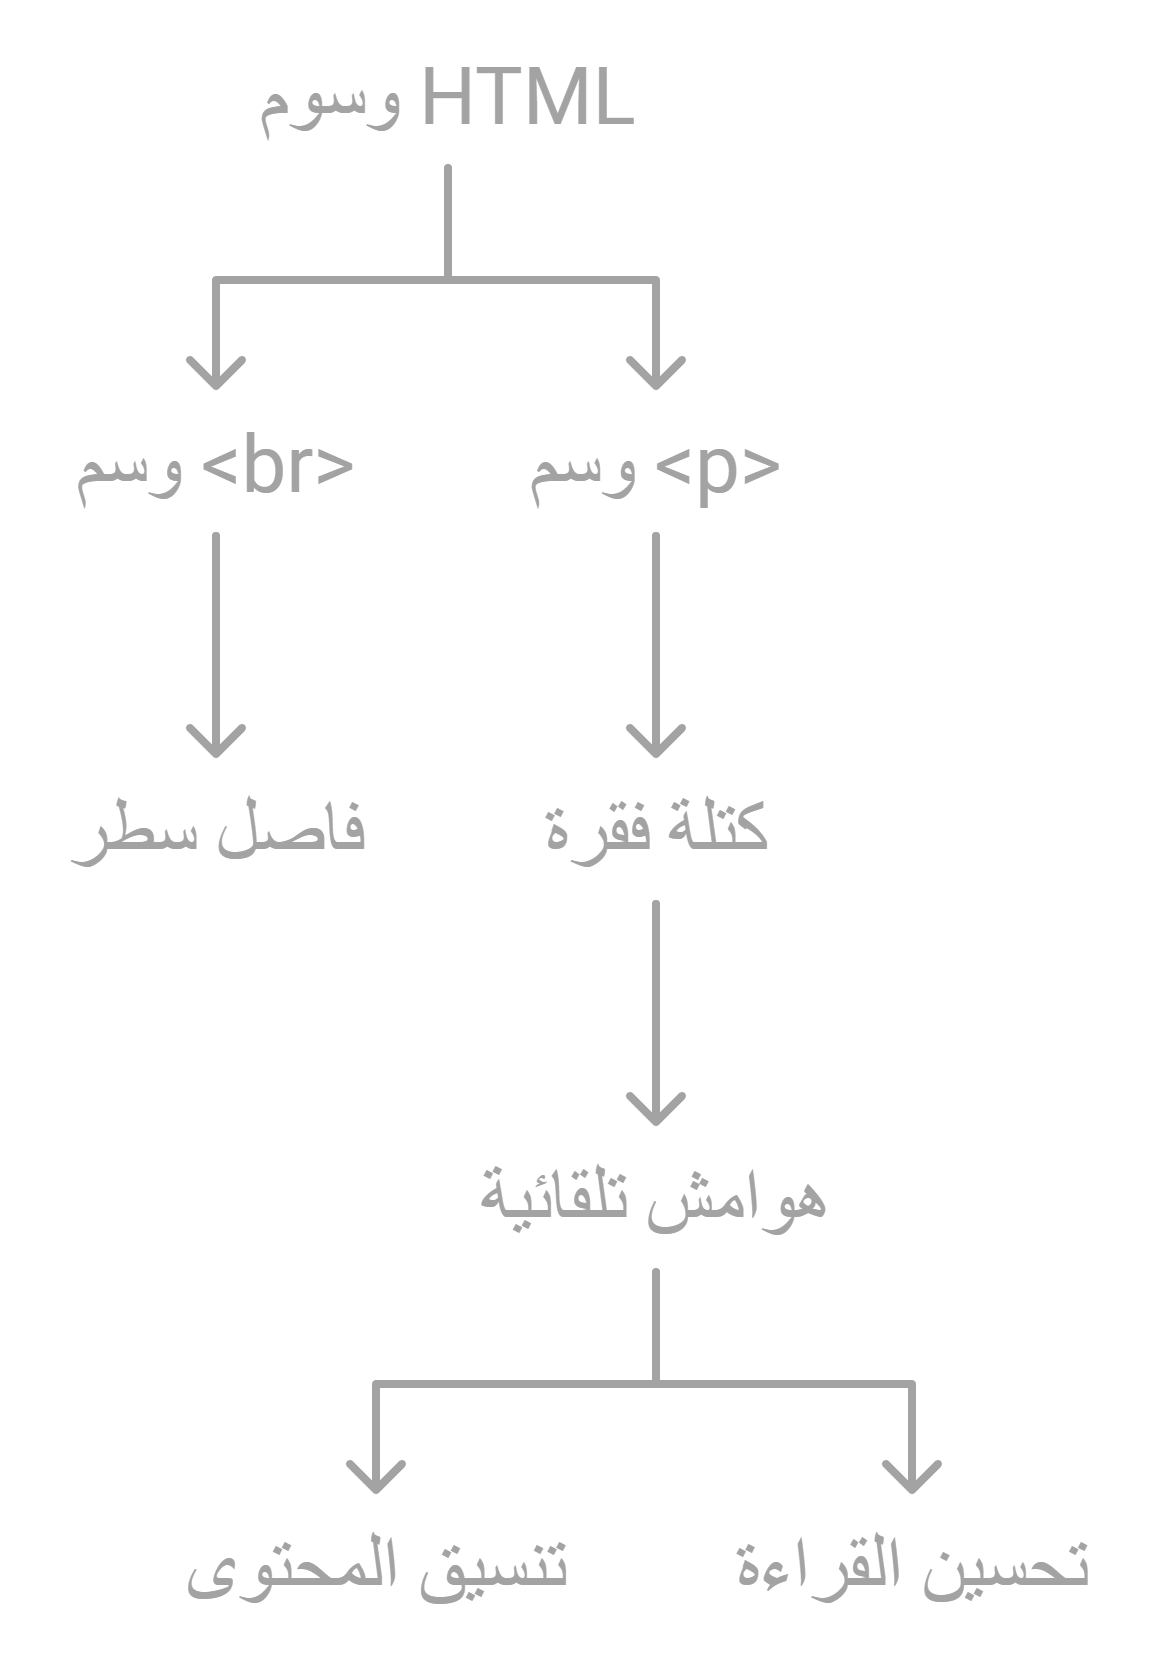 وسوم HTML
وسم <p>
وسم <br>
كتلة فقرة
فاصل سطر
هوامش تلقائية
تحسين القراءة
تنسيق المحتوى